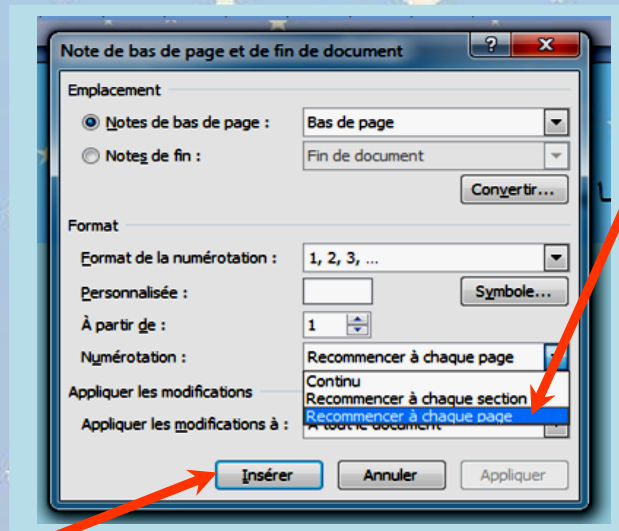 Note de bas de page et de fin de document
Emplacement
Notes de bas de page : Bas de page
Notes de fin : Fin de document
Convertir...
Format
Format de la numérotation : 1, 2, 3, ...
Personnalisée : Symbole...
À partir de : 1
Numérotation : Recommencer à chaque page
Continu
Recommencer à chaque section
Recommencer à chaque page
Appliquer les modifications
Appliquer les modifications à : À tout le document
Insérer Annuler Appliquer